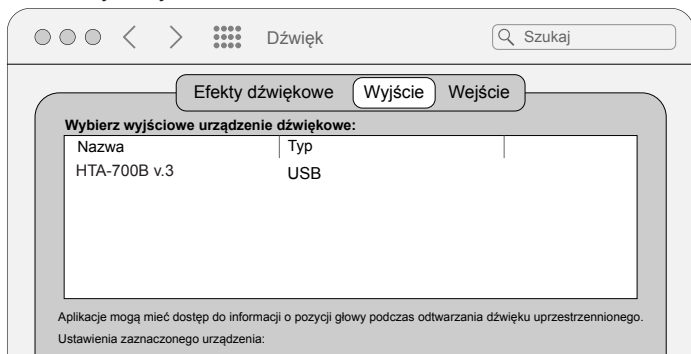 Dźwięk
Szukaj
Efekty dźwiękowe Wyjście Wejście
Wybierz wyjściowe urządzenie dźwiękowe:
Nazwa Typ
HTA-700B v.3 USB
Aplikacje mogą mieć dostęp do informacji o pozycji głowy podczas odtwarzania dźwięku uprzestrzennionego.
Ustawienia zaznaczonego urządzenia: